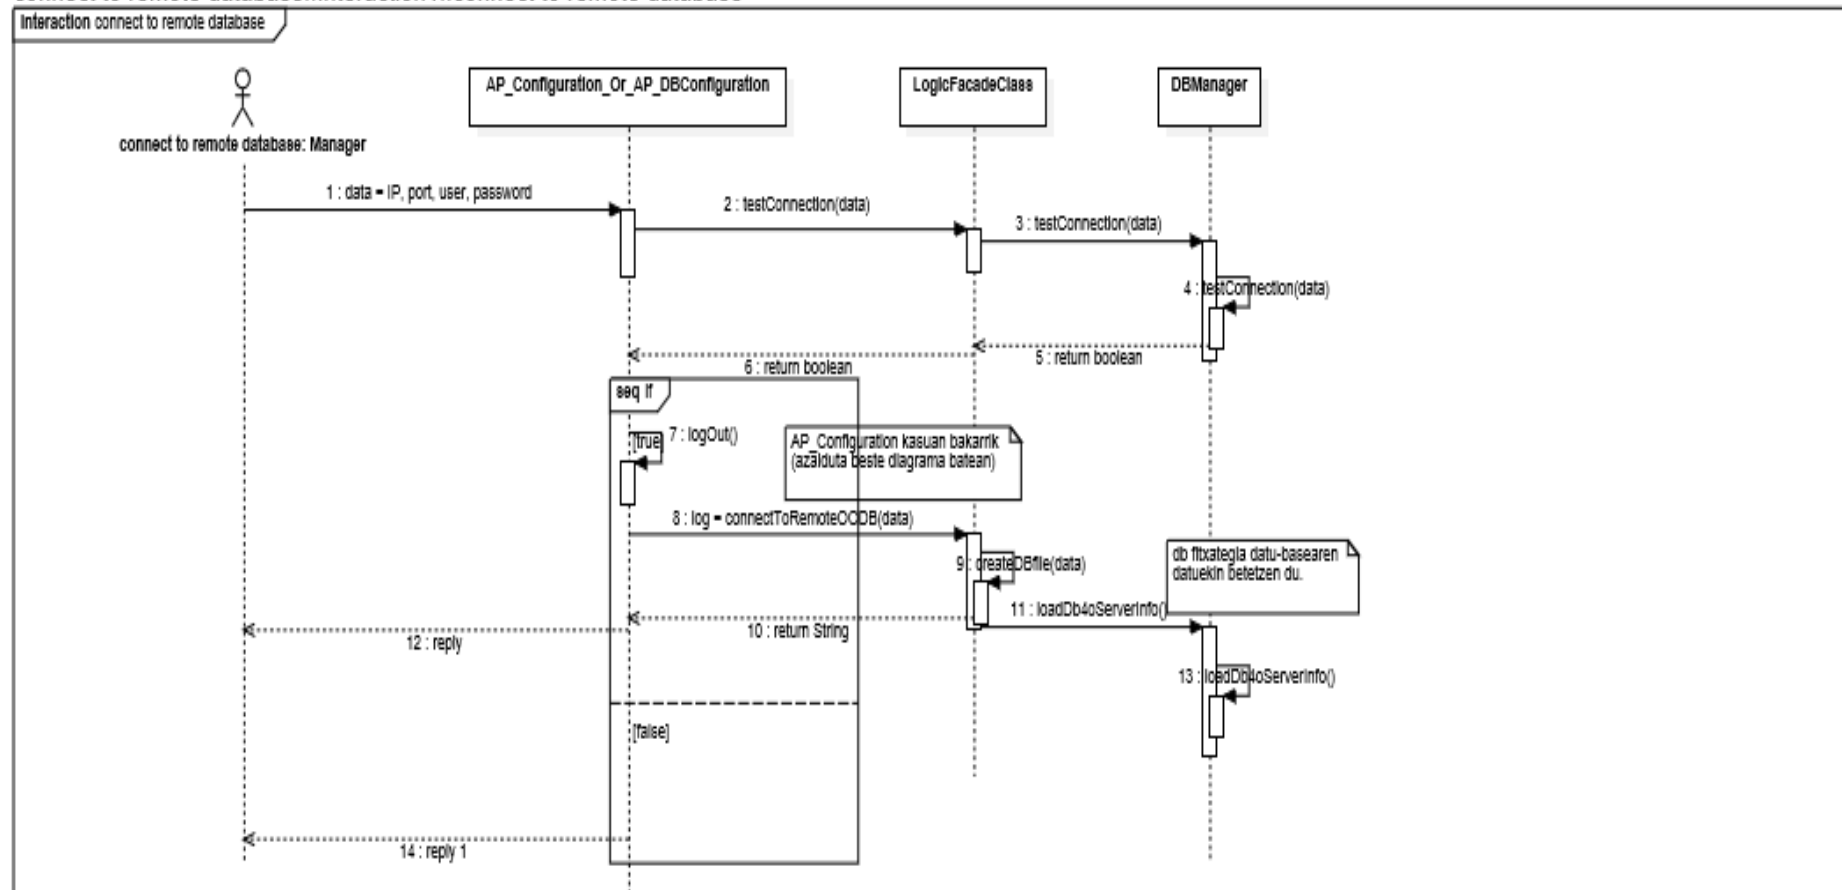 Interaction connect to remote database
connect to remote database: Manager
AP_Configuration_Or_AP_DBConfiguration
LogicFacadeClass
DBManager
1 : data = IP, port, user, password
2 : testConnection(data)
3 : testConnection(data)
4 : testConnection(data)
5 : return boolean
6 : return boolean
seq if
[true]
7 : logOut()
AP_Configuration kasuan bakarrik
(azalduta beste diagrama batean)
8 : log = connectToRemoteOODB(data)
9 : createDBfile(data)
db fitxategia datu-basearen
datuekin betetzen du.
11 : loadDb4oServerInfo()
10 : return String
12 : reply
13 : loadDb4oServerInfo()
[false]
14 : reply 1